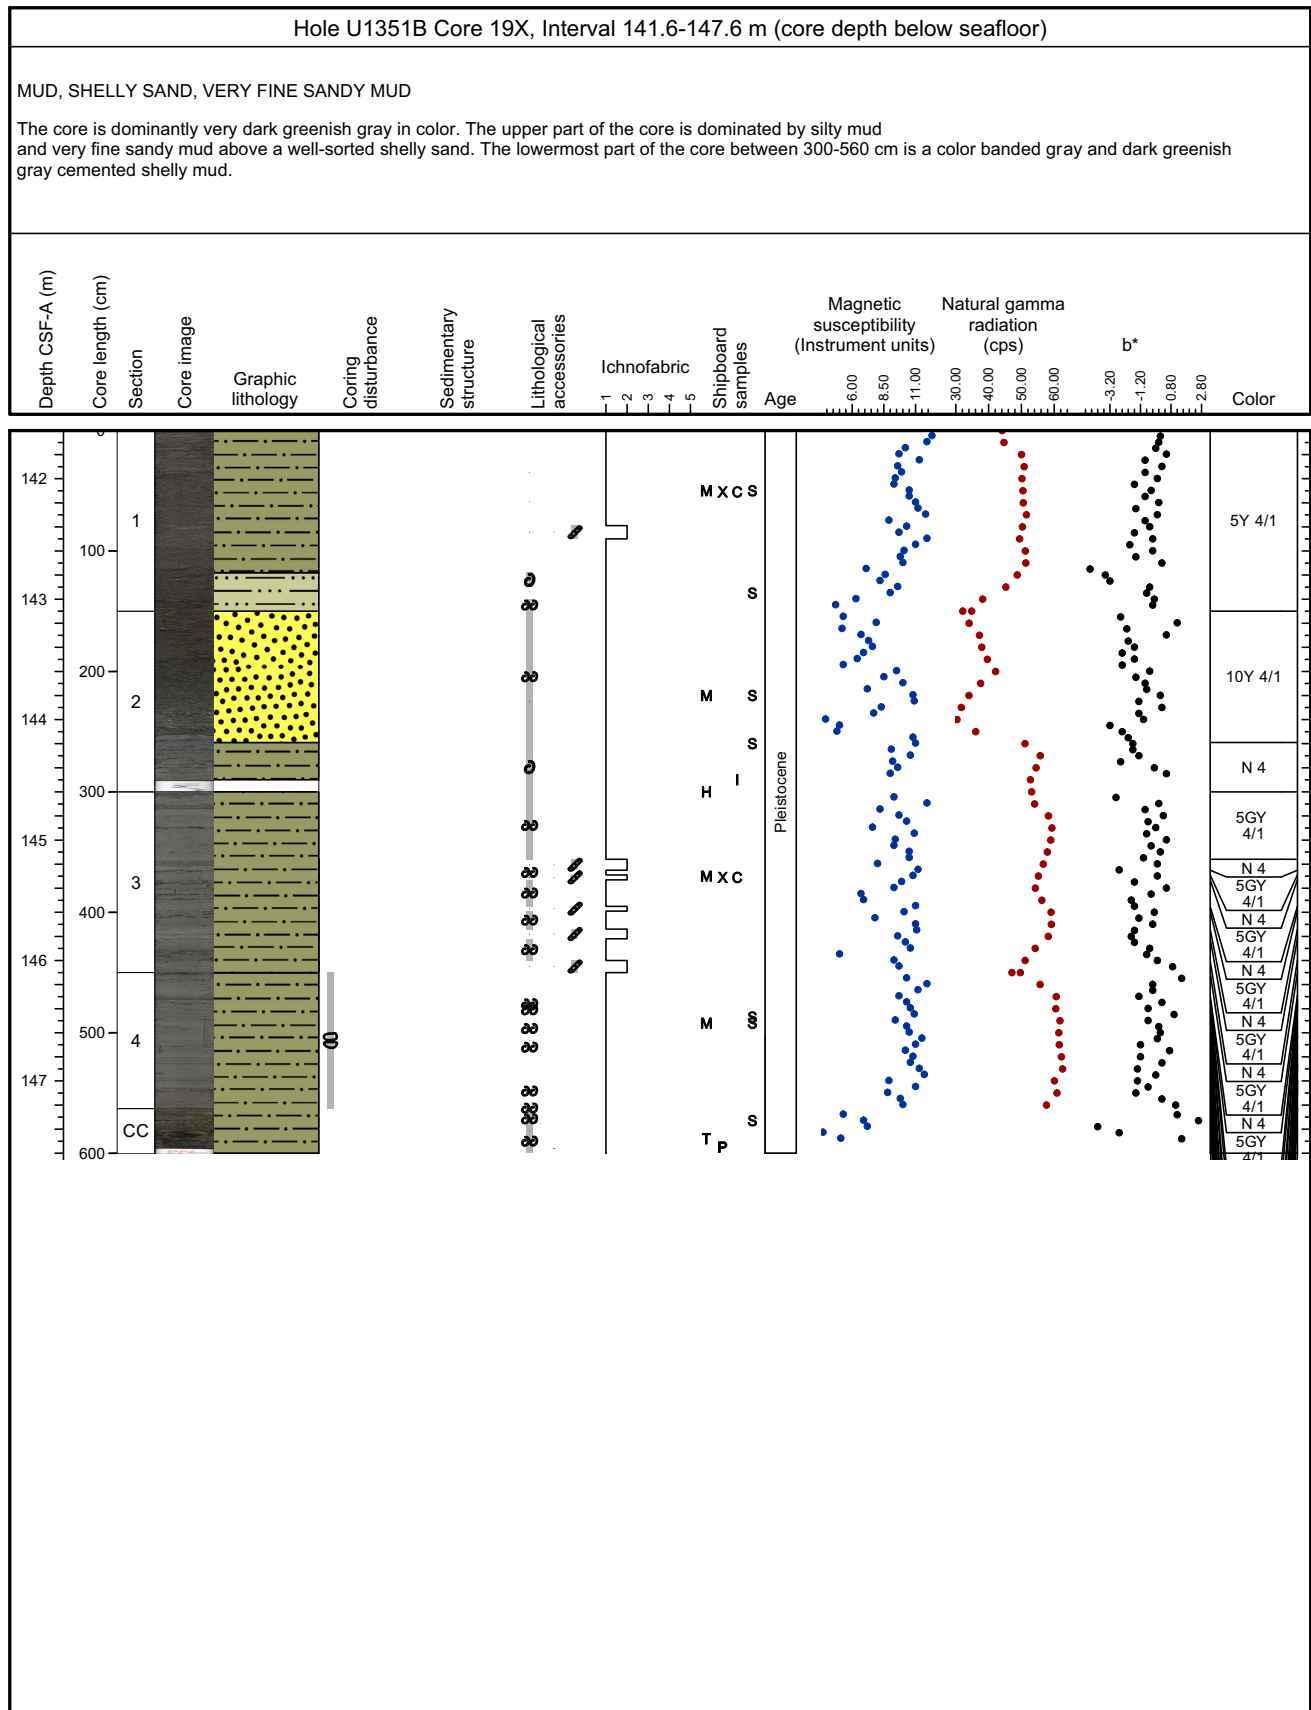 Hole U1351B Core 19X, Interval 141.6-147.6 m (core depth below seafloor)
MUD, SHELLY SAND, VERY FINE SANDY MUD
The core is dominantly very dark greenish gray in color. The upper part of the core is dominated by silty mud
and very fine sandy mud above a well-sorted shelly sand. The lowermost part of the core between 300-560 cm is a color banded gray and dark greenish
gray cemented shelly mud.
Depth CSF-A (m)
Core length (cm)
Section
Core image
Graphic
lithology
Coring
disturbance
Sedimentary
structure
Lithological
accessories
Ichnofabric
1 2 3 4 5
Shipboard
samples
Age
Magnetic
susceptibility
(Instrument units)
6.00 8.50 11.00
Natural gamma
radiation
(cps)
30.00 40.00 50.00 60.00
b*
-3.20 -1.20 0.80 2.80
Color
142
143
144
145
146
147
0
100
200
300
400
500
600
1
2
3
4
CC
M X C S
S
M S
S
I
H
M X C
S
M S
S
T P
Pleistocene
5Y 4/1
10Y 4/1
N 4
5GY
4/1
N 4
5GY
4/1
N 4
5GY
4/1
N 4
5GY
4/1
N 4
5GY
4/1
N 4
5GY
4/1
N 4
5GY
4/1